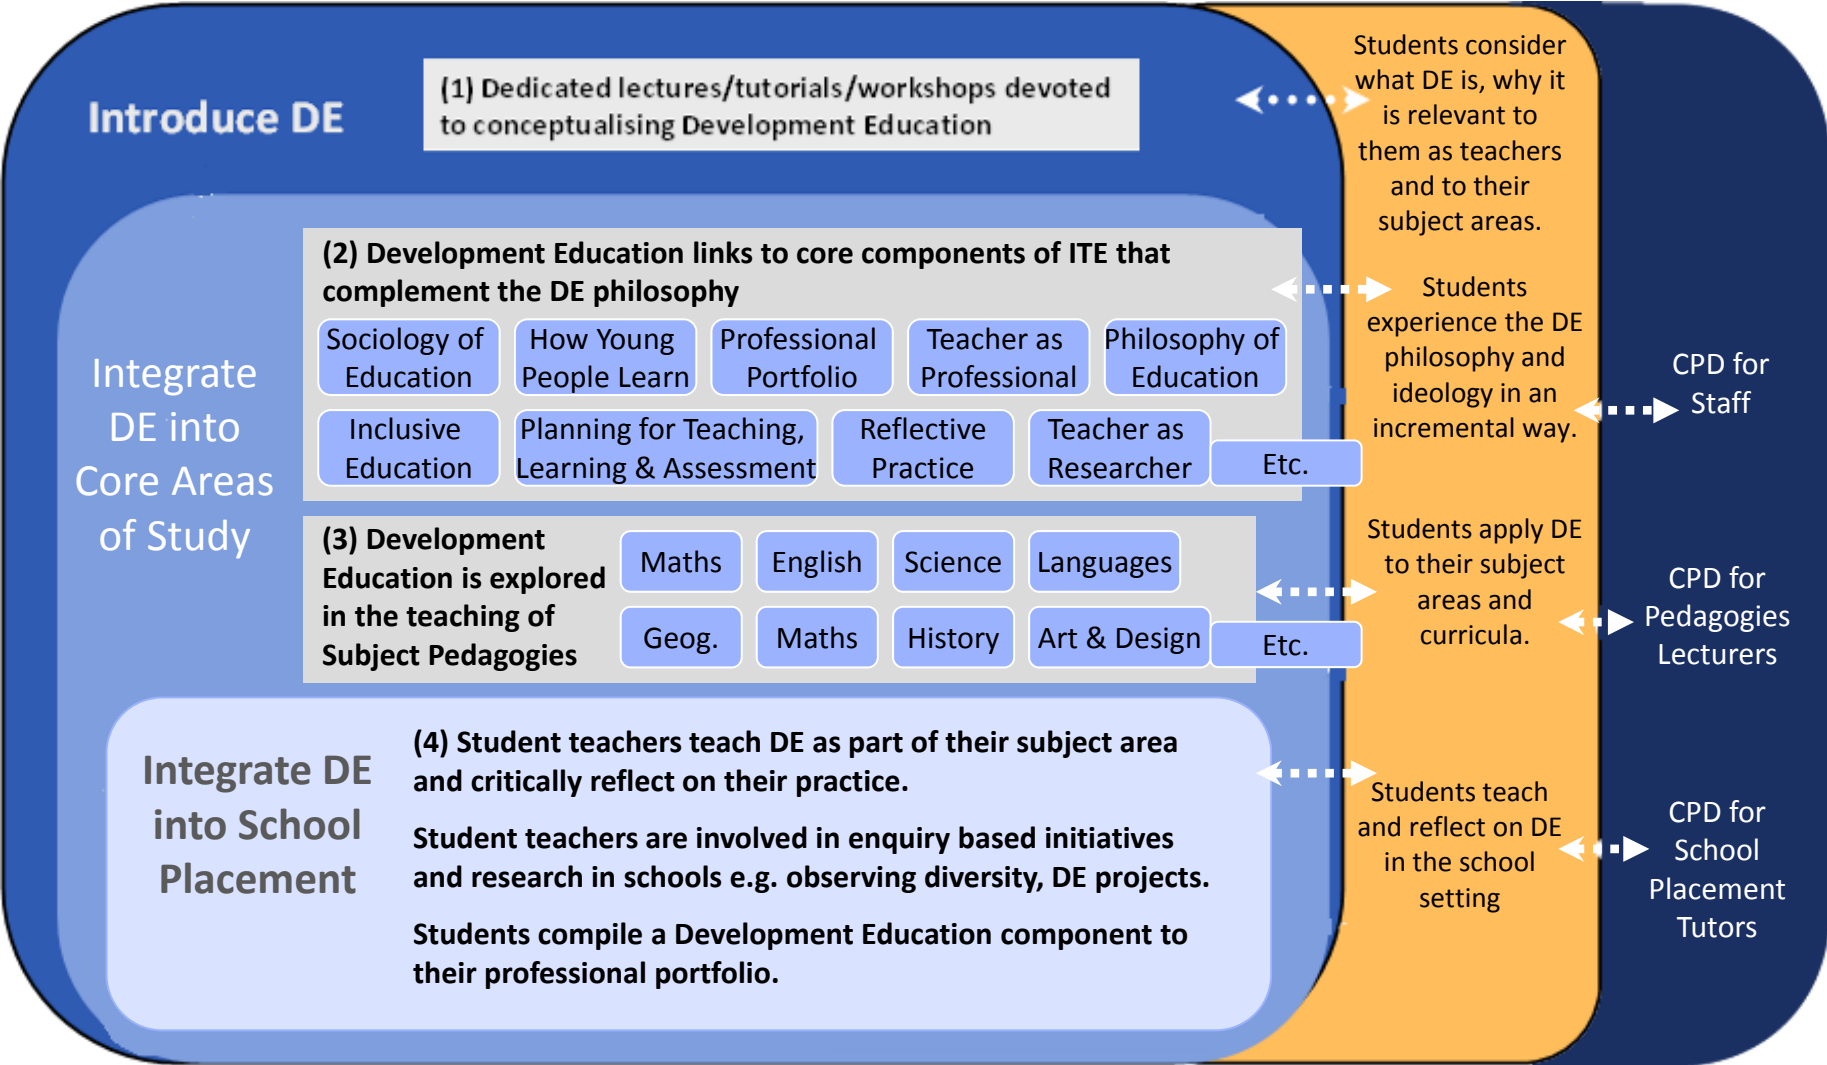 Introduce DE
(1) Dedicated lectures/tutorials/workshops devoted
to conceptualising Development Education
Students consider
what DE is, why it
is relevant to
them as teachers
and to their
subject areas.
Integrate
DE into
Core Areas
of Study
(2) Development Education links to core components of ITE that
complement the DE philosophy
Sociology of
Education
How Young
People Learn
Professional
Portfolio
Teacher as
Professional
Philosophy of
Education
Inclusive
Education
Planning for Teaching,
Learning & Assessment
Reflective
Practice
Teacher as
Researcher
Etc.
Students
experience the DE
philosophy and
ideology in an
incremental way.
CPD for
Staff
(3) Development
Education is explored
in the teaching of
Subject Pedagogies
Maths
English
Science
Languages
Geog.
Maths
History
Art & Design
Etc.
Students apply DE
to their subject
areas and
curricula.
CPD for
Pedagogies
Lecturers
Integrate DE
into School
Placement
(4) Student teachers teach DE as part of their subject area
and critically reflect on their practice.
Student teachers are involved in enquiry based initiatives
and research in schools e.g. observing diversity, DE projects.
Students compile a Development Education component to
their professional portfolio.
Students teach
and reflect on DE
in the school
setting
CPD for
School
Placement
Tutors